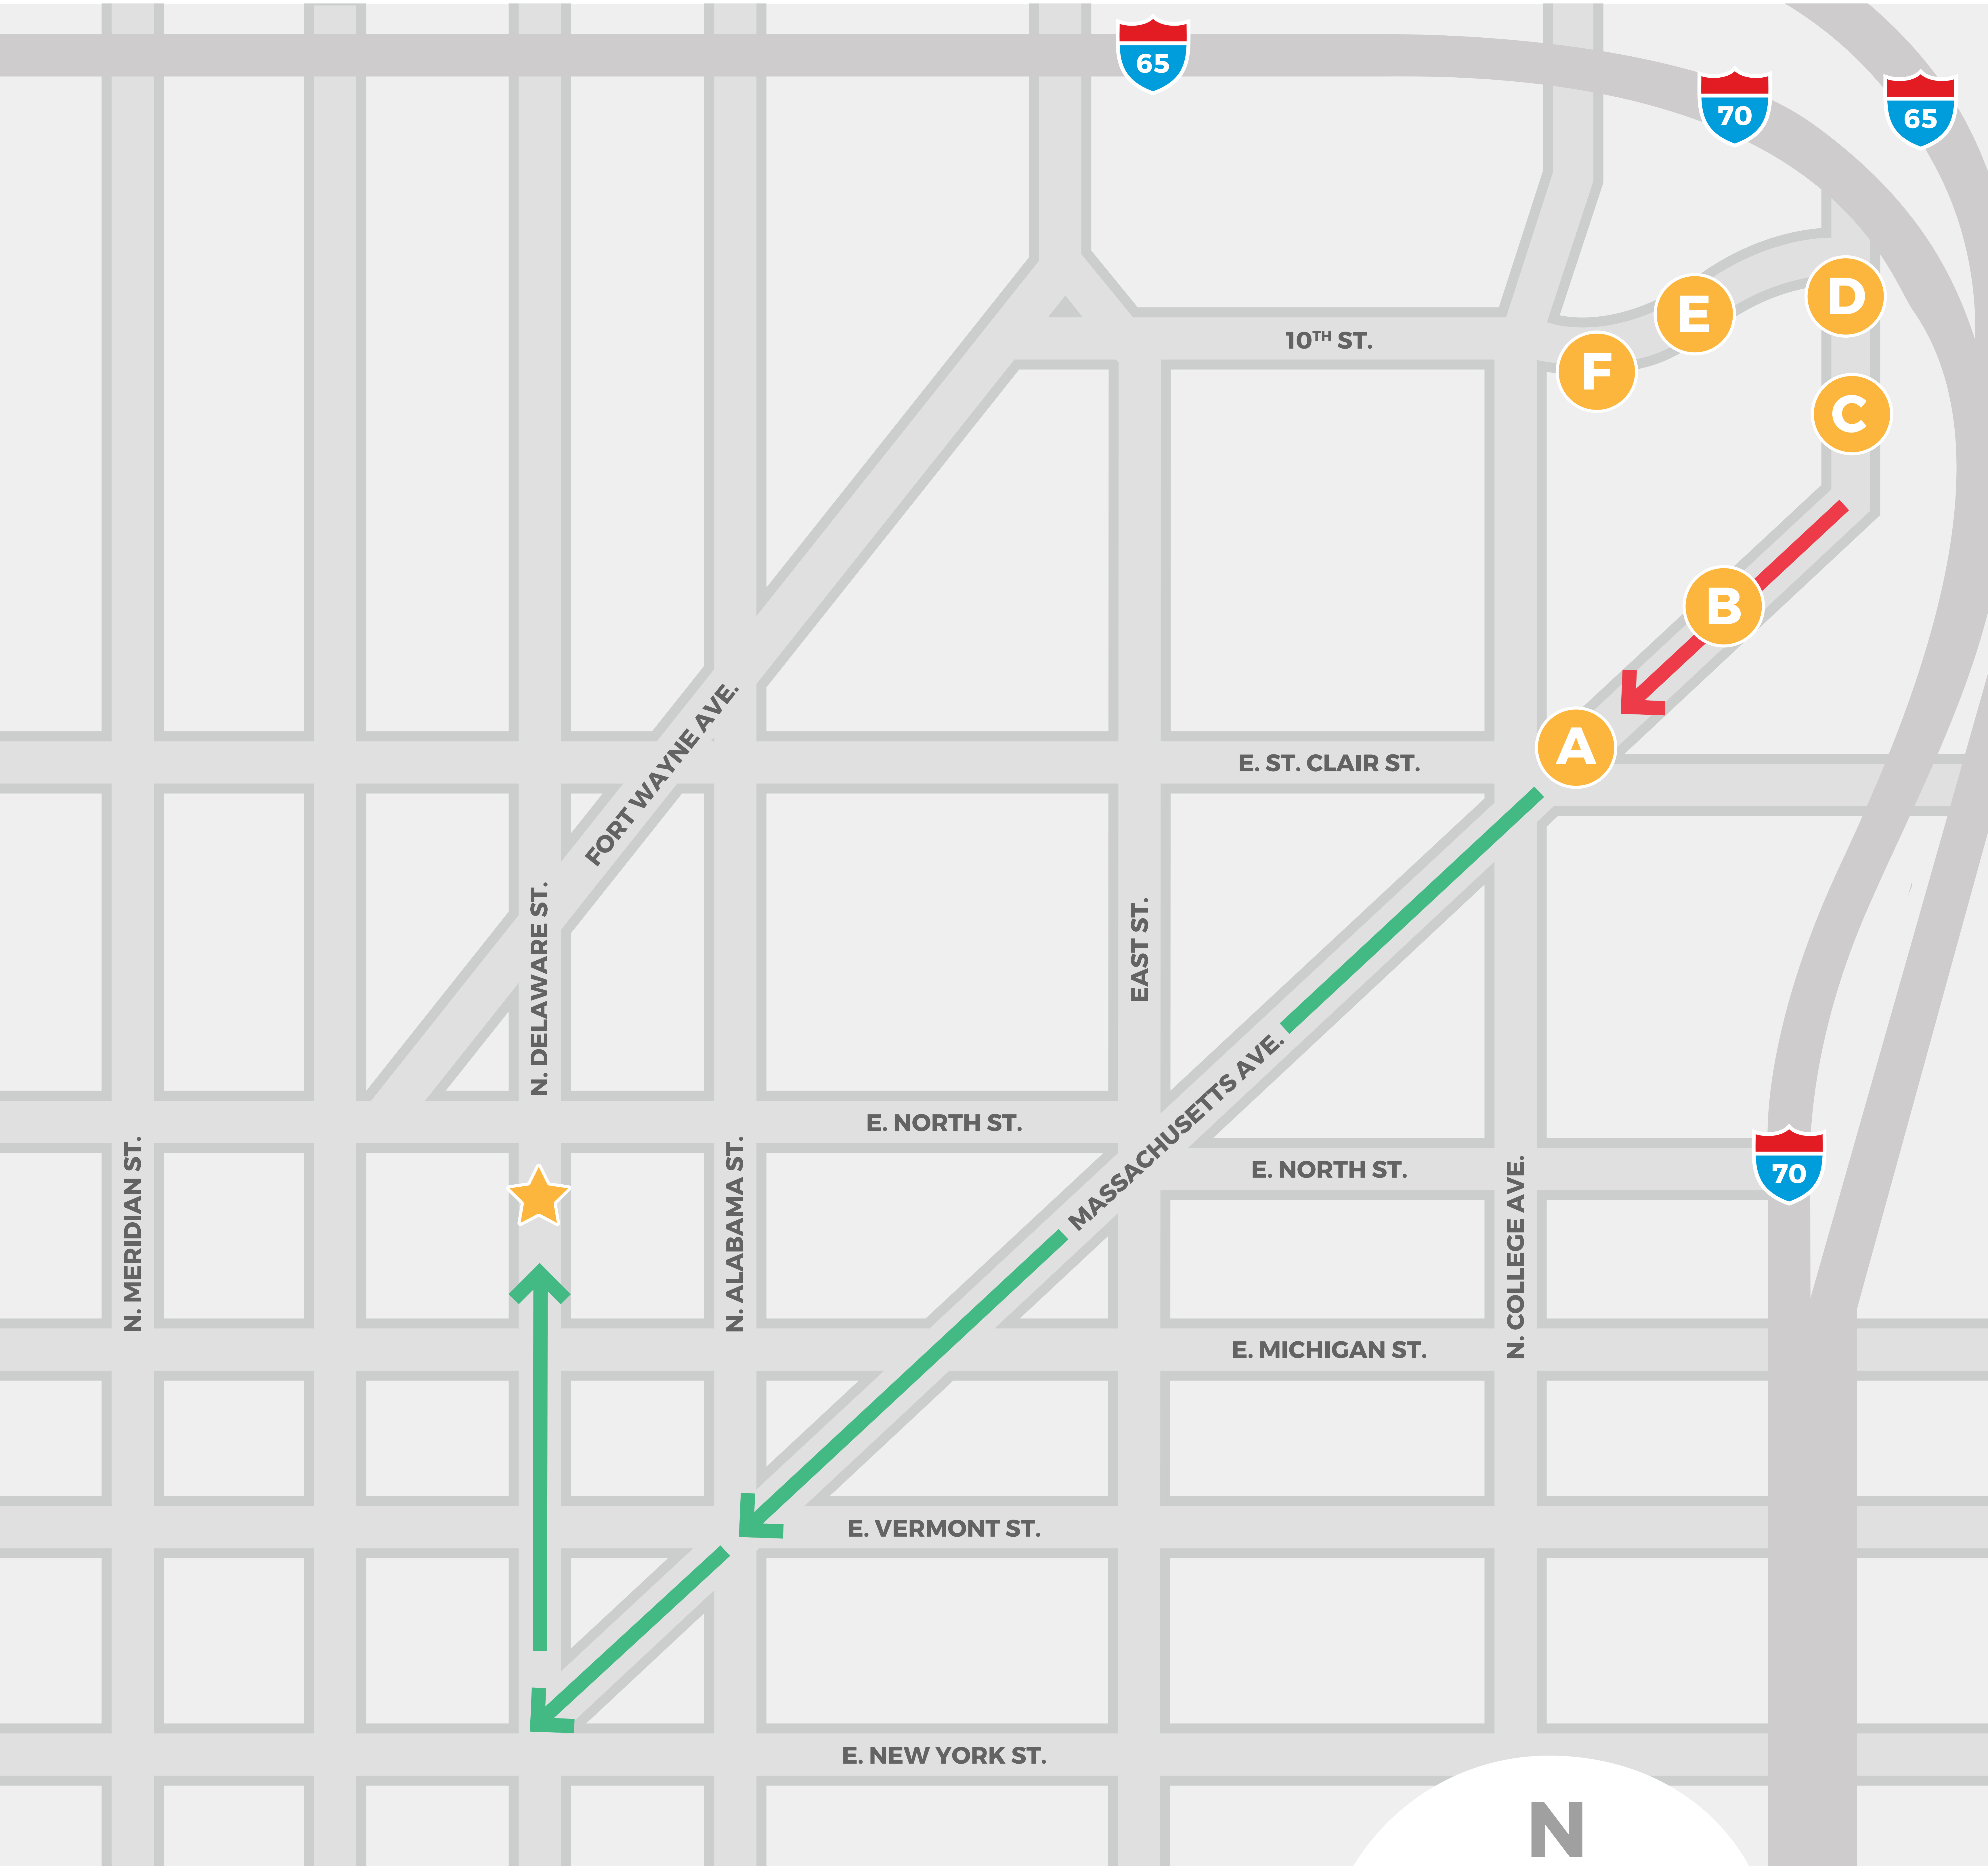 65
70
65
10TH ST.
D
E
F
C
B
FORT WAYNE AVE.
A
E. ST. CLAIR ST.
N. DELAWARE ST.
EAST ST.
MASSACHUSETTS AVE.
E. NORTH ST.
N. MERIDIAN ST.
N. ALABAMA ST.
E. NORTH ST.
70
N. COLLEGE AVE.
E. MICHIGAN ST.
E. VERMONT ST.
E. NEW YORK ST.
N